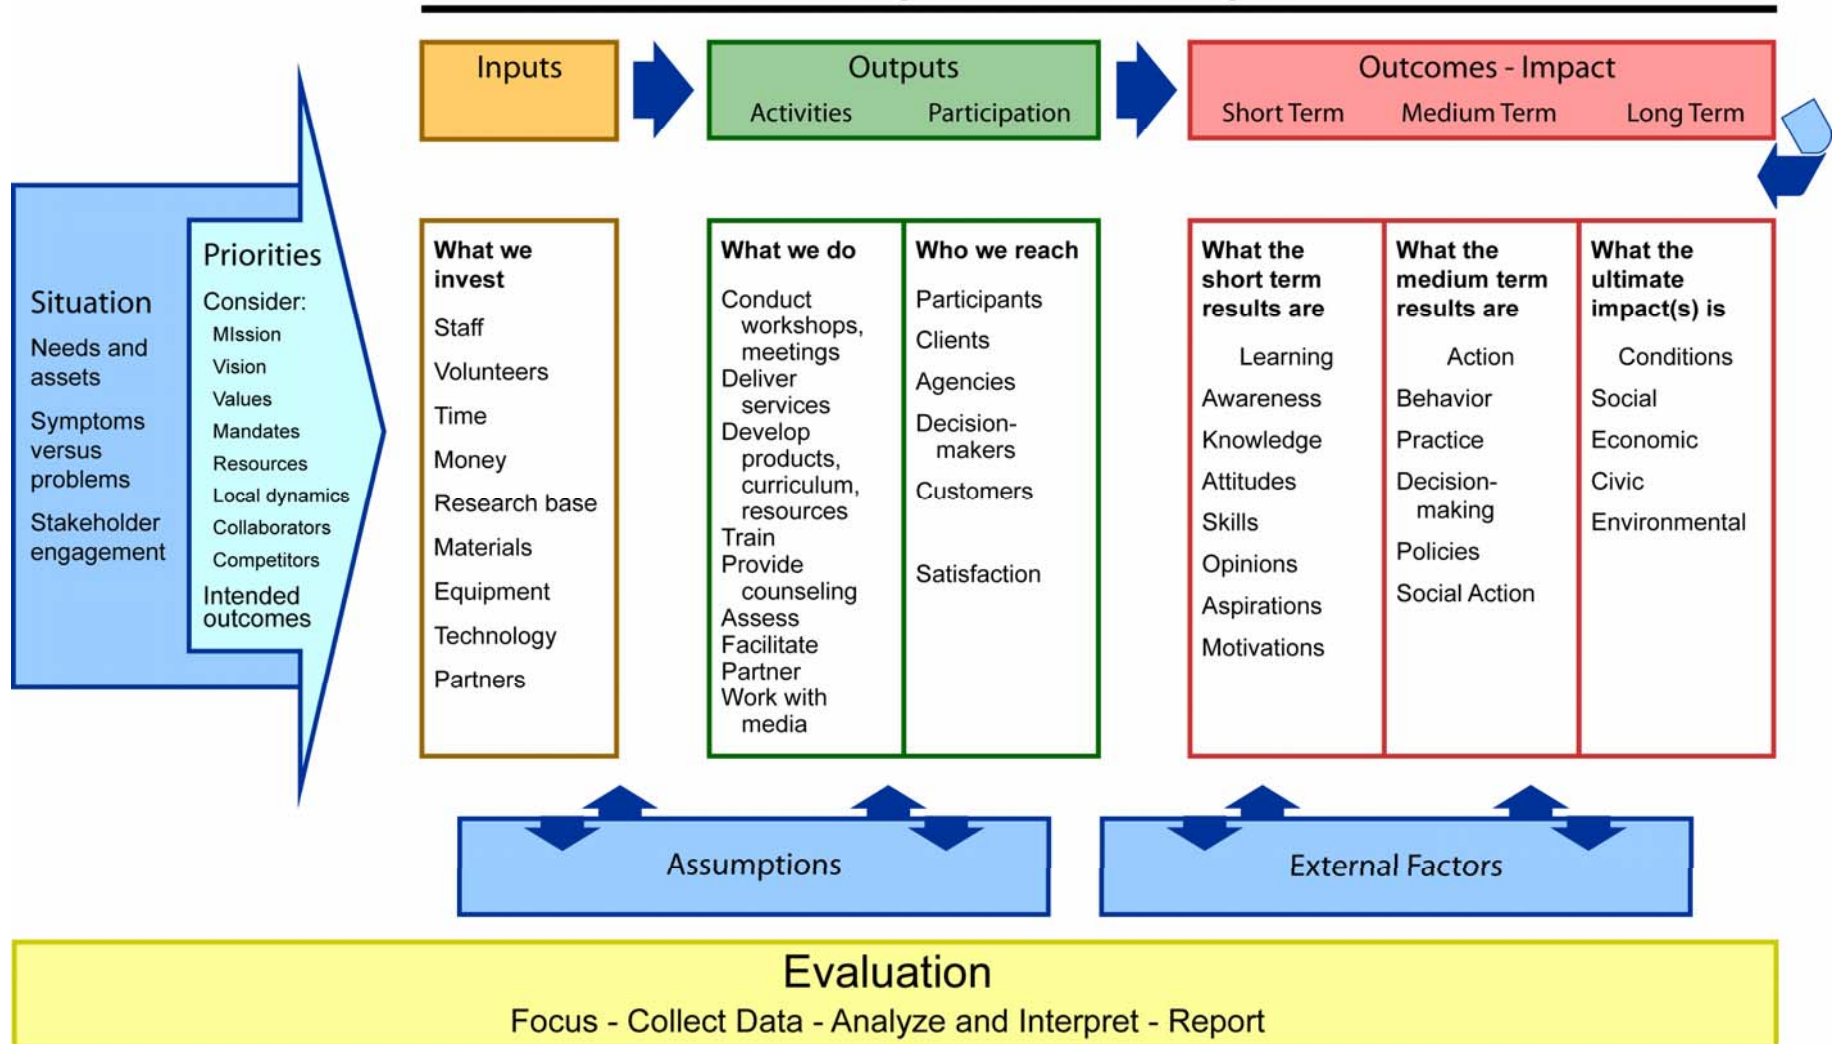 Inputs
Outputs
Activities Participation
Outcomes - Impact
Short Term Medium Term Long Term
Situation
Needs and
assets
Symptoms
versus
problems
Stakeholder
engagement
Priorities
Consider:
MIssion
Vision
Values
Mandates
Resources
Local dynamics
Collaborators
Competitors
Intended
outcomes
What we
invest
Staff
Volunteers
Time
Money
Research base
Materials
Equipment
Technology
Partners
What we do
Conduct
workshops,
meetings
Deliver
services
Develop
products,
curriculum,
resources
Train
Provide
counseling
Assess
Facilitate
Partner
Work with
media
Who we reach
Participants
Clients
Agencies
Decision-
makers
Customers
Satisfaction
What the
short term
results are
Learning
Awareness
Knowledge
Attitudes
Skills
Opinions
Aspirations
Motivations
What the
medium term
results are
Action
Behavior
Practice
Decision-
making
Policies
Social Action
What the
ultimate
impact(s) is
Conditions
Social
Economic
Civic
Environmental
Assumptions
External Factors
Evaluation
Focus - Collect Data - Analyze and Interpret - Report